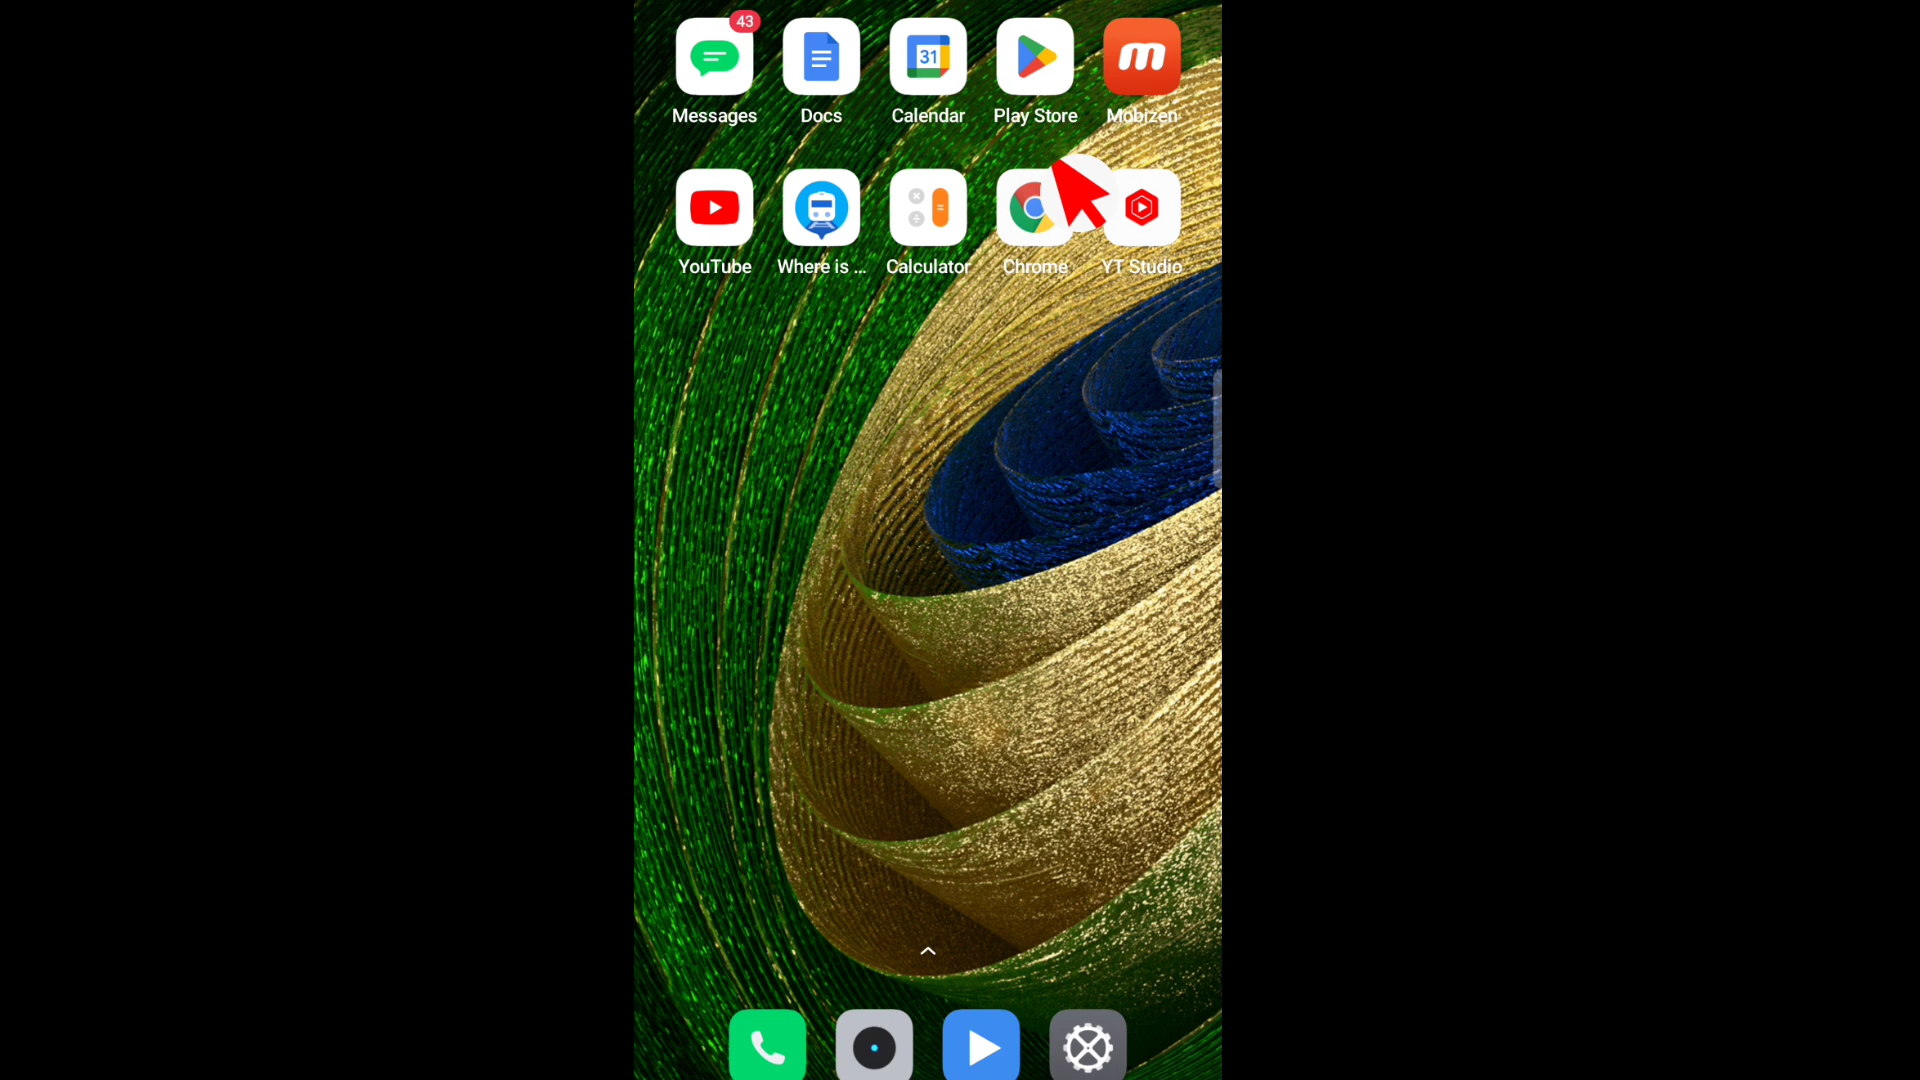 43
31
Messages
Docs
Calendar
Play Store
Mobizen
YouTube
Where is ...
Calculator
Chrome
YT Studio